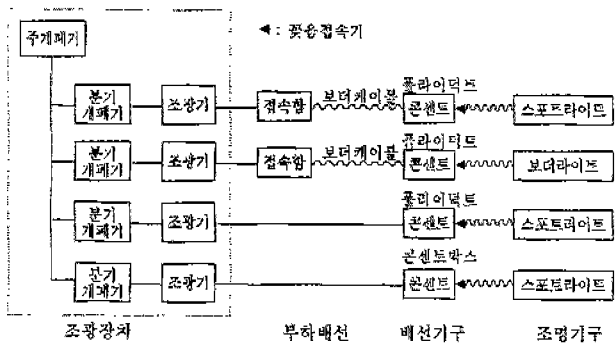 주개폐기
◀ : 꽂음접속기
분기
개폐기
조광기
접속함
보더케이블
플라이덕트
콘센트
스포트라이트
분기
개폐기
조광기
접속함
보더케이블
플라이덕트
콘센트
보더라이트
분기
개폐기
조광기
플라이덕트
콘센트
스포트라이트
분기
개폐기
조광기
콘센트박스
콘센트
스포트라이트
조광장치
부하배선
배선기구
조명기구